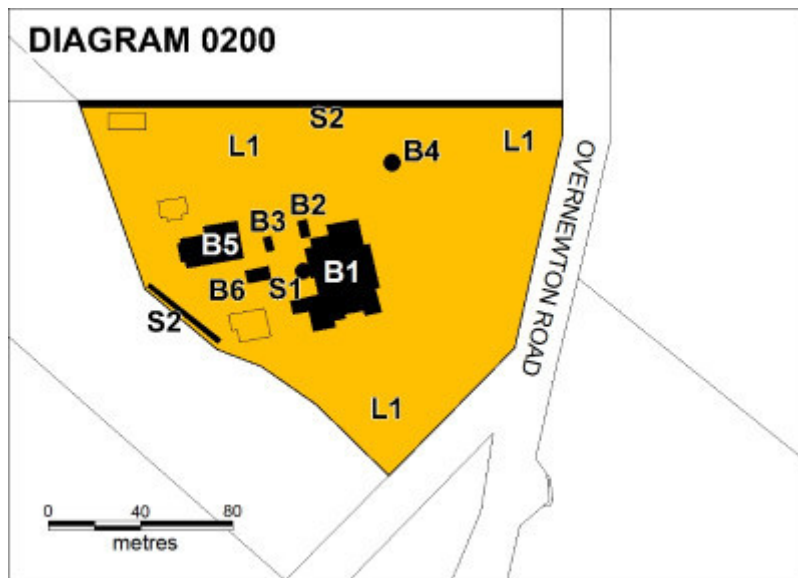 DIAGRAM 0200
S2
L1
B4
L1
OVERNEWTON ROAD
B2
B3
B5
B1
B6
S1
S2
L1
0 40 80
metres